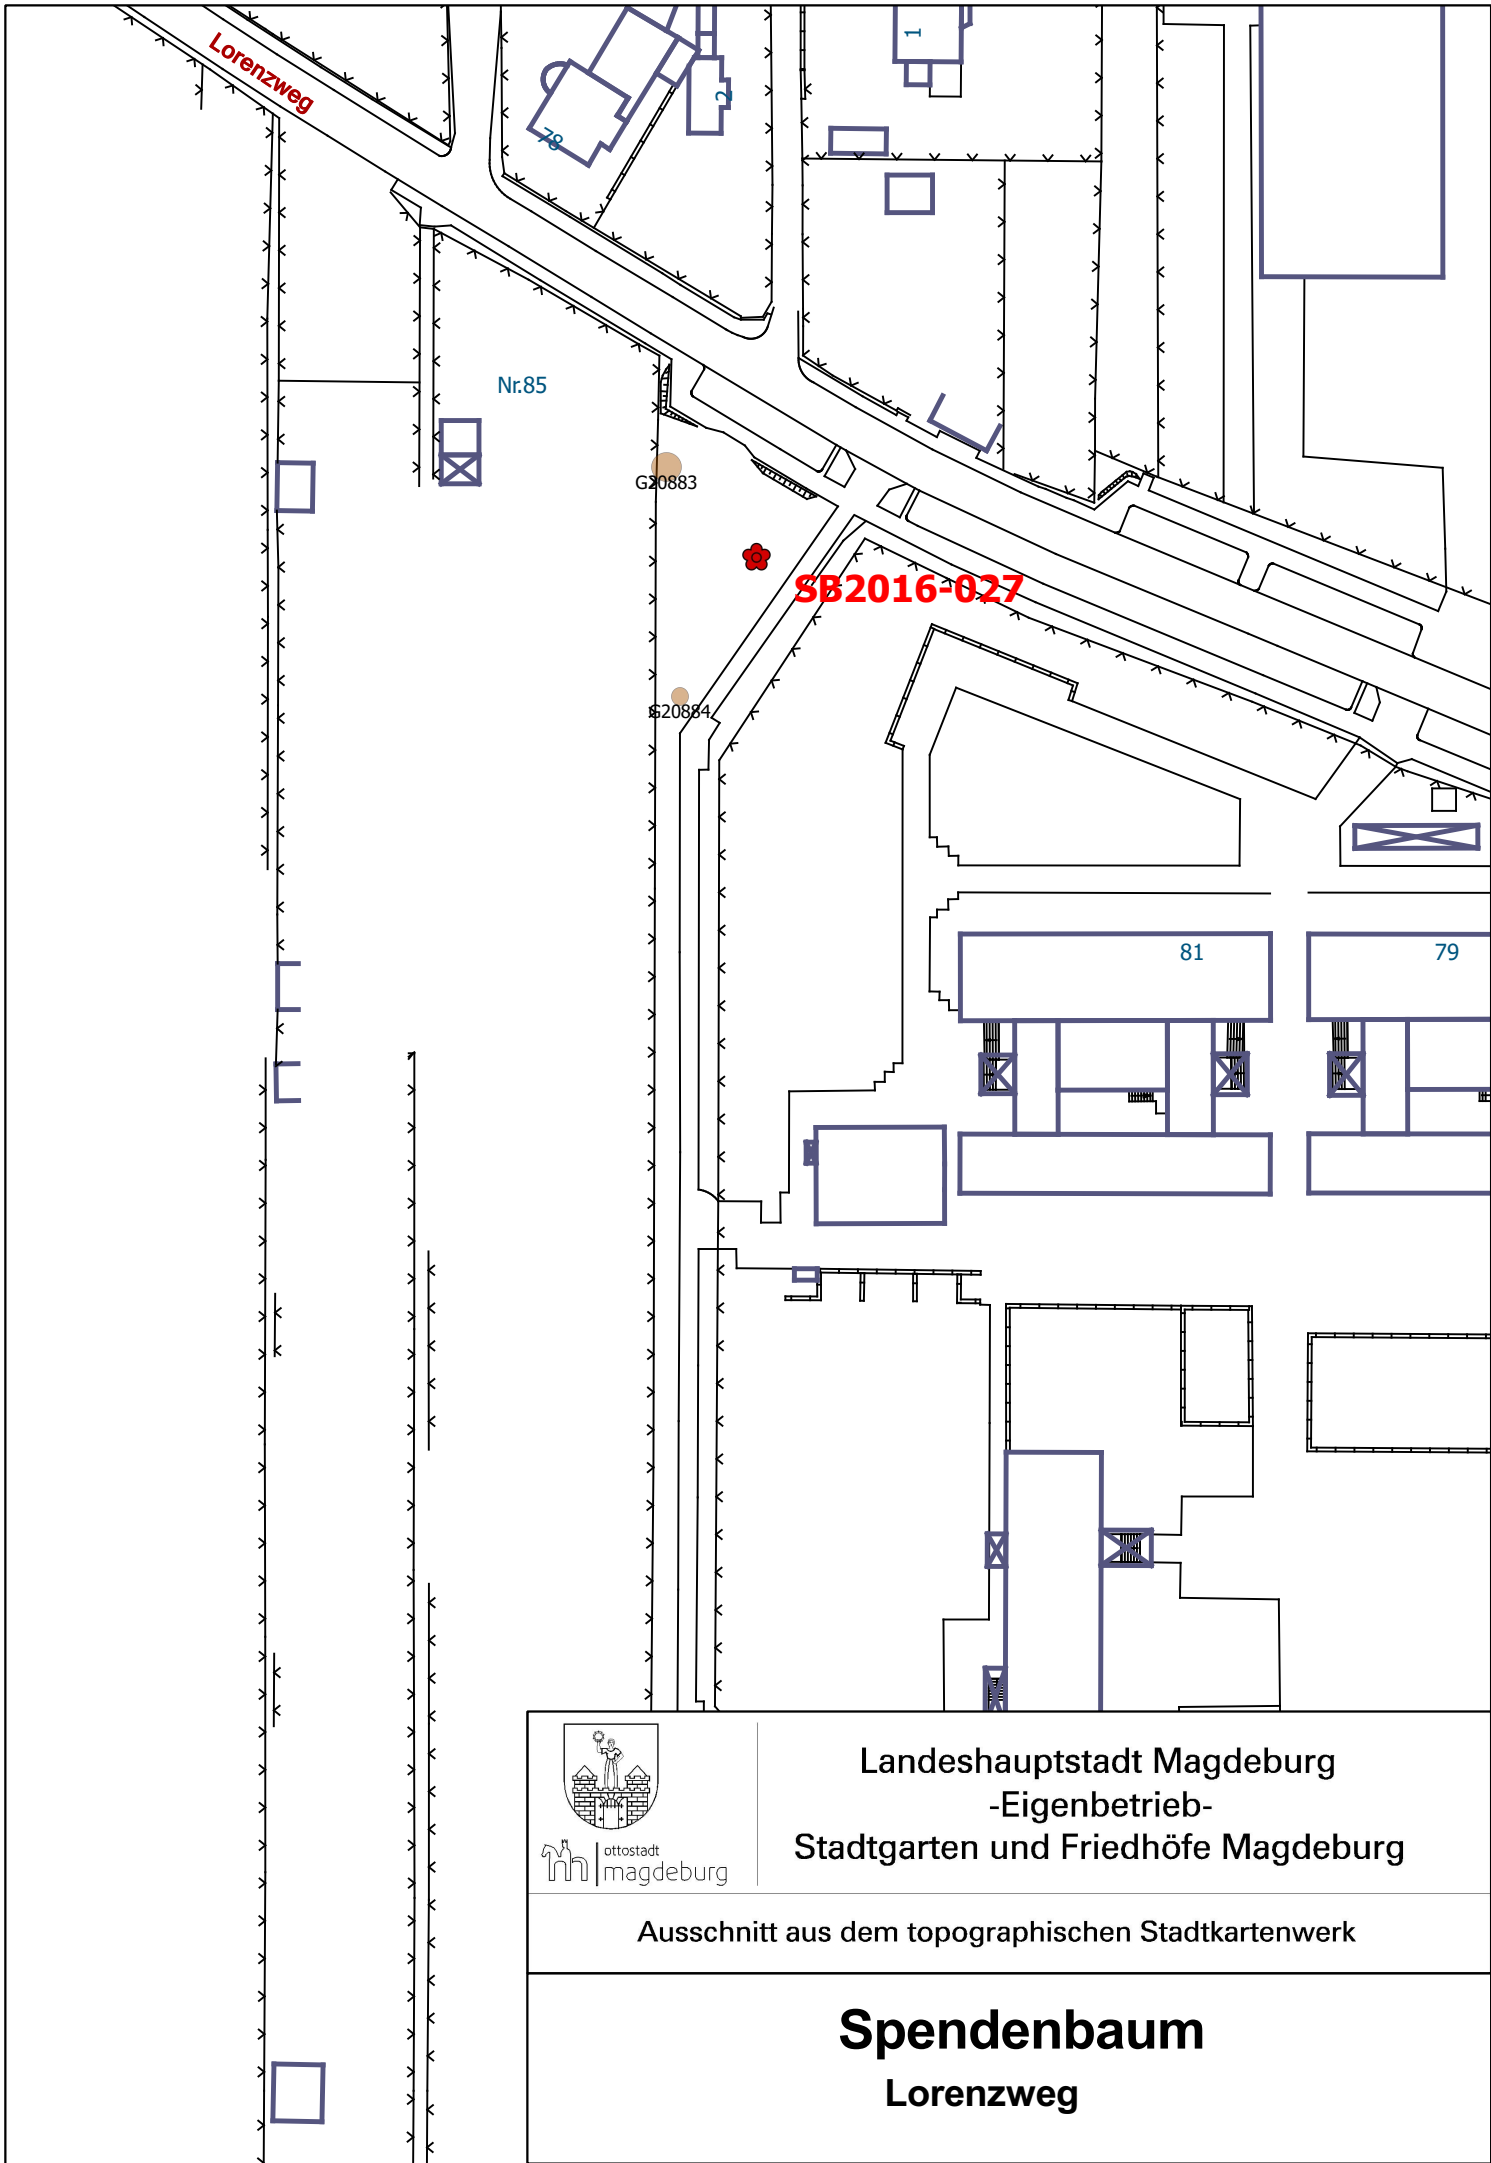 Lorenzweg
78
2
1
Nr.85
G20883
SB2016-027
G20884
81
79
Landeshauptstadt Magdeburg
-Eigenbetrieb-
Stadtgarten und Friedhöfe Magdeburg
ottostadt
magdeburg
Ausschnitt aus dem topographischen Stadtkartenwerk
Spendenbaum
Lorenzweg